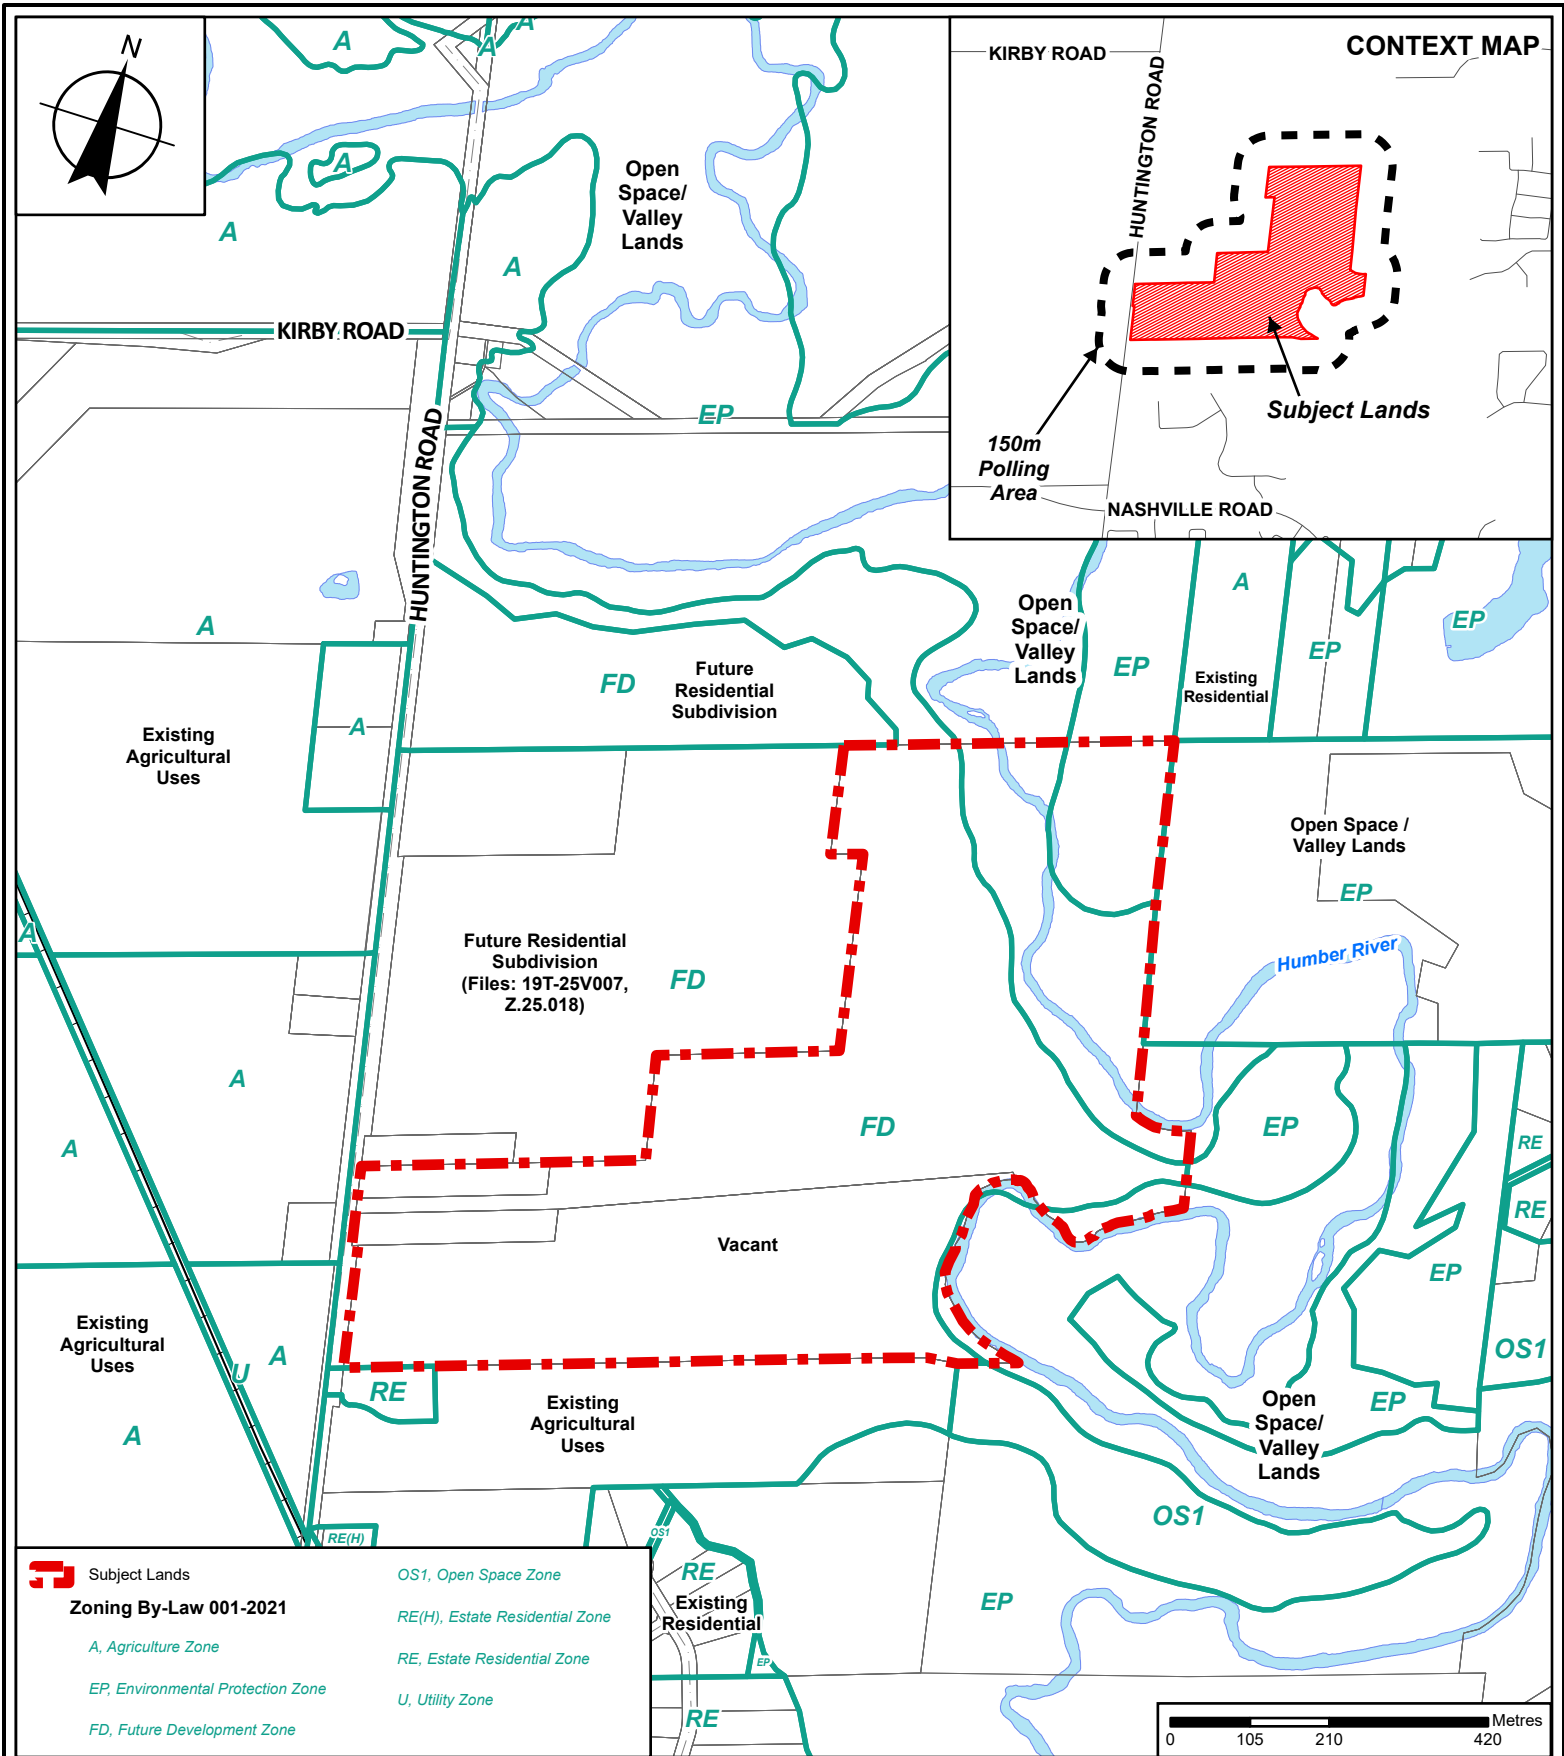 N
CONTEXT MAP
KIRBY ROAD
HUNTINGTON ROAD
Subject Lands
150m
Polling
Area
NASHVILLE ROAD
A
A
A
A
A
A
Open
Space/
Valley
Lands
KIRBY ROAD
HUNTINGTON ROAD
EP
A
FD
Future
Residential
Subdivision
Open
Space/
Valley
Lands
EP
A
Existing
Residential
EP
EP
Existing
Agricultural
Uses
A
Open Space /
Valley Lands
EP
Humber River
A
Future Residential
Subdivision
(Files: 19T-25V007,
Z.25.018)
FD
A
A
FD
EP
RE
RE
Vacant
EP
OS1
Existing
Agricultural
Uses
A
U
A
RE
Existing
Agricultural
Uses
EP
Open
Space/
Valley
Lands
OS1
RE(H)
OS1
RE
Existing
Residential
EP
EP
RE
Subject Lands
Zoning By-Law 001-2021
A, Agriculture Zone
EP, Environmental Protection Zone
FD, Future Development Zone
OS1, Open Space Zone
RE(H), Estate Residential Zone
RE, Estate Residential Zone
U, Utility Zone
Metres
0 105 210 420